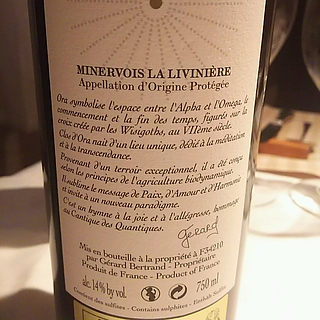 MINERVOIS LA LIVINIÈRE
Appellation d'Origine Protégée
Ora symbolise l'espace entre l'Alpha et l'Omega, le
commencement et la fin des temps, figurés sur la
croix créée par les Wisigoths, au VIIème siècle.
Clos d'Ora nait d'un lieu unique, dédié à la méditation
et à la transcendance.
Provenant d'un terroir exceptionnel, il a été conçu
selon les principes de l'agriculture biodynamique.
Il sublime le message de Paix, d'Amour et d'Harmonie
et invite à un nouveau paradigme.
C'est un hymne à la joie et à l'allégresse, hommage
au Cantique des Quantiques.
Gérard
Mis en bouteille à la propriété à F34210
par Gérard Bertrand - Propriétaire
Produit de France - Product of France
alc. 14% by vol.
750 ml
Contient des sulfites - Contains sulphites - Enthält Sulfite